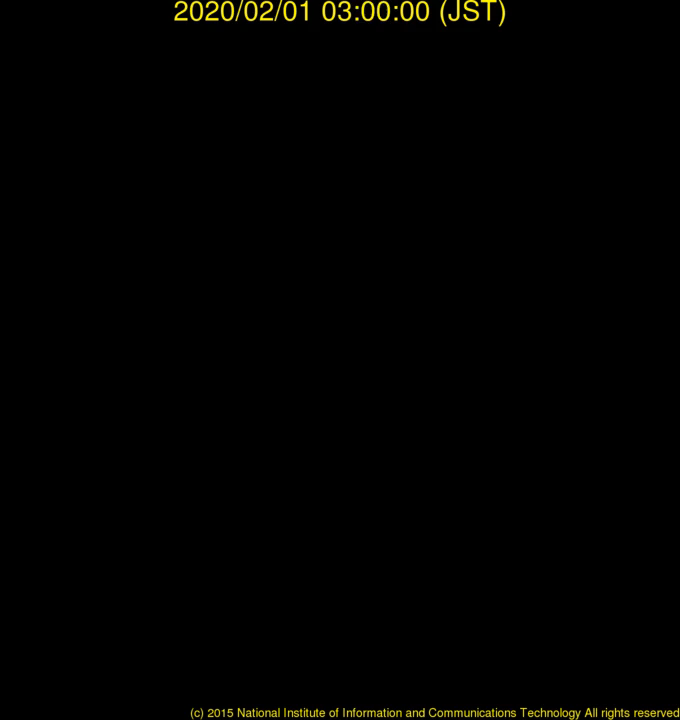 2020/02/01 03:00:00 (JST)
(c) 2015 National Institute of Information and Communications Technology All rights reserved